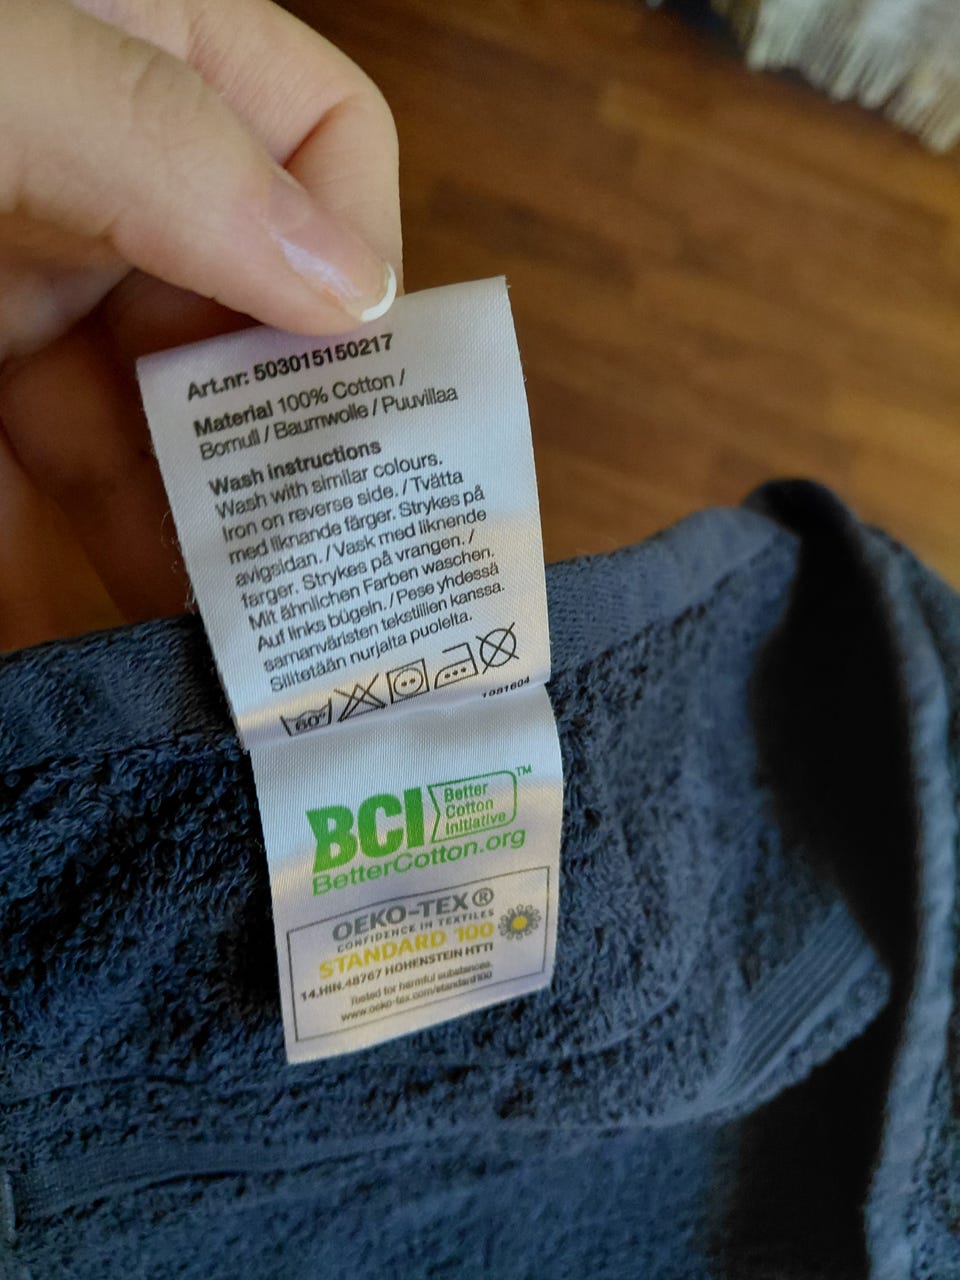 Art.nr: 503015150217
Material 100% Cotton /
Bomull / Baumwolle / Puuvillaa
Wash instructions
Wash with similar colours.
Iron on reverse side. / Tvätta
med liknande färger. Strykes på
avigsidan. / Vask med liknende
farger. Strykes på vrangen. /
Mit ähnlichen Farben waschen.
Auf links bügeln. / Pese yhdessä
samanväristen tekstiilien kanssa.
Silitetään nurjalta puolelta.
60°
1981604
BCI Better Cotton Initiative™
BetterCotton.org
OEKO-TEX®
CONFIDENCE IN TEXTILES
STANDARD 100
14.HIN.48767 HOHENSTEIN HTTI
Tested for harmful substances.
www.oeko-tex.com/standard100